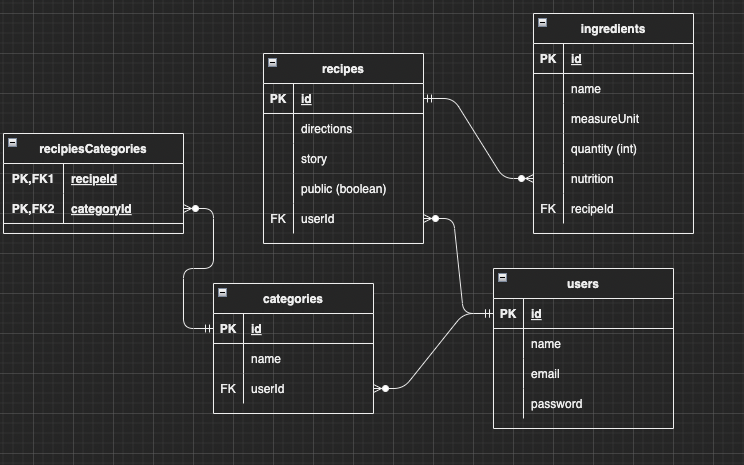 ingredients
PK id
name
measureUnit
quantity (int)
nutrition
FK recipeId
recipes
PK id
directions
story
public (boolean)
FK userId
recipiesCategories
PK,FK1 recipeId
PK,FK2 categoryId
categories
PK id
name
FK userId
users
PK id
name
email
password